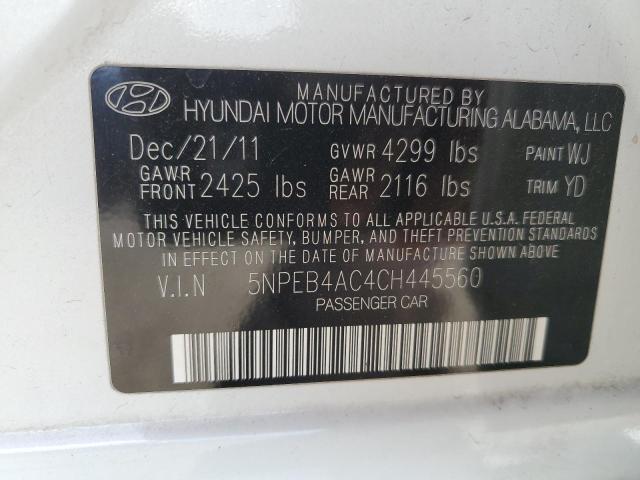 MANUFACTURED BY
HYUNDAI MOTOR MANUFACTURING ALABAMA, LLC
Dec/21/11 GVWR 4299 lbs PAINT WJ
GAWR FRONT 2425 lbs GAWR REAR 2116 lbs TRIM YD
THIS VEHICLE CONFORMS TO ALL APPLICABLE U.S.A. FEDERAL
MOTOR VEHICLE SAFETY, BUMPER, AND THEFT PREVENTION STANDARDS
IN EFFECT ON THE DATE OF MANUFACTURE SHOWN ABOVE
V.I.N 5NPEB4AC4CH445560
PASSENGER CAR